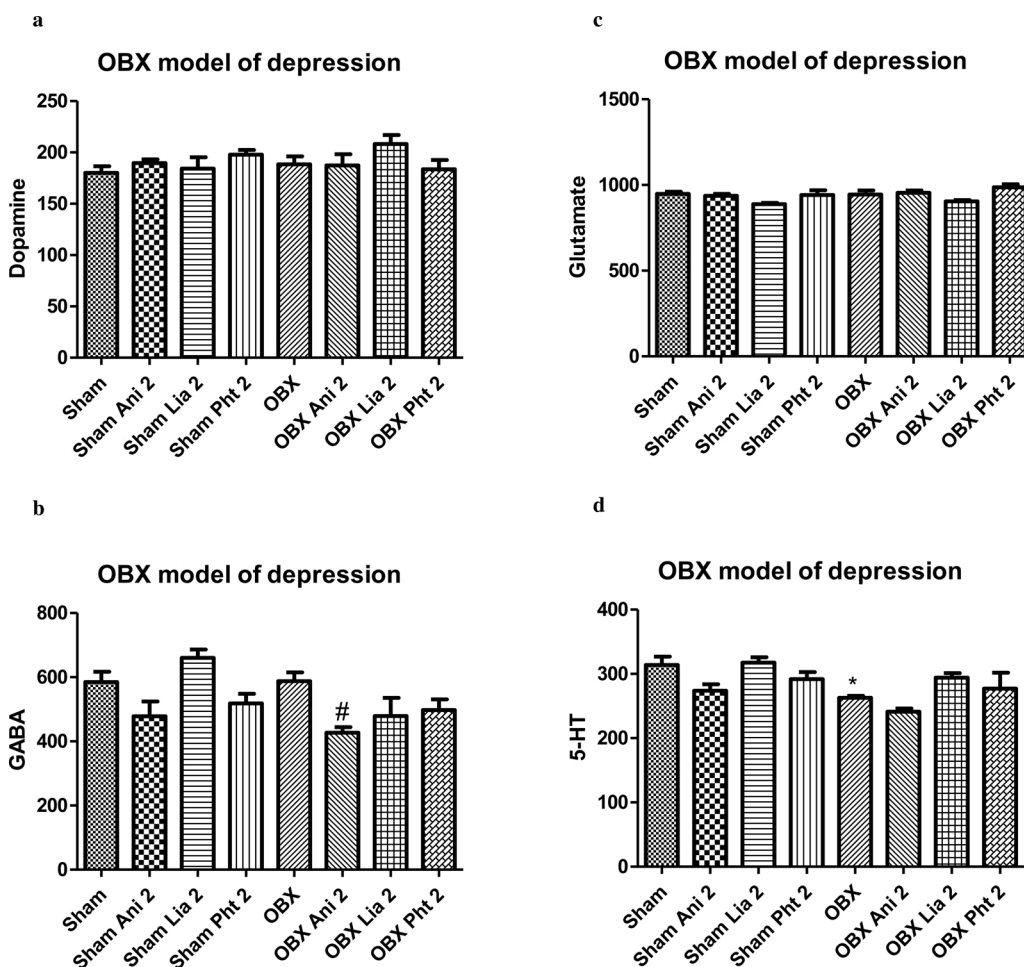 a
OBX model of depression
Dopamine
250
200
150
100
50
0
Sham
Sham Ani 2
Sham Lia 2
Sham Pht 2
OBX
OBX Ani 2
OBX Lia 2
OBX Pht 2
c
OBX model of depression
Glutamate
1500
1000
500
0
Sham
Sham Ani 2
Sham Lia 2
Sham Pht 2
OBX
OBX Ani 2
OBX Lia 2
OBX Pht 2
b
OBX model of depression
GABA
800
600
400
200
0
#
Sham
Sham Ani 2
Sham Lia 2
Sham Pht 2
OBX
OBX Ani 2
OBX Lia 2
OBX Pht 2
d
OBX model of depression
5-HT
400
300
200
100
0
*
Sham
Sham Ani 2
Sham Lia 2
Sham Pht 2
OBX
OBX Ani 2
OBX Lia 2
OBX Pht 2